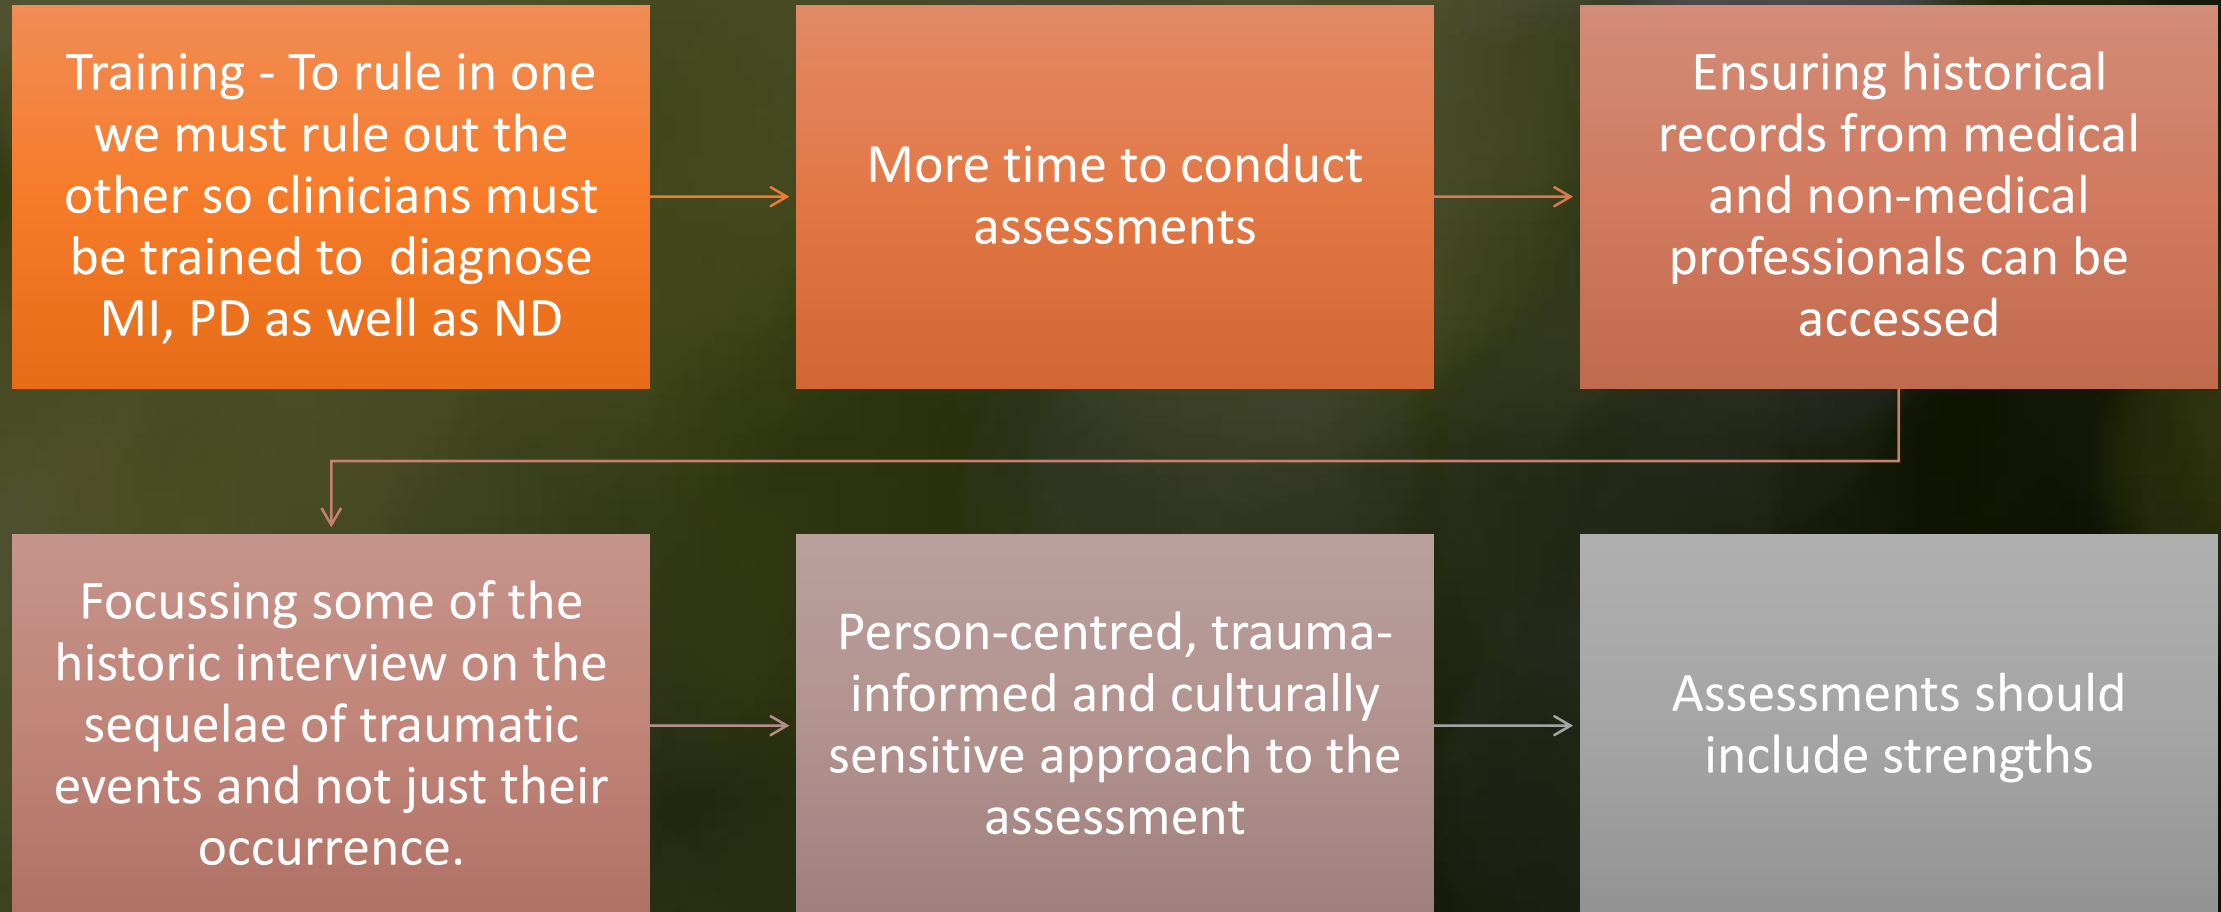 Training - To rule in one
we must rule out the
other so clinicians must
be trained to  diagnose
MI, PD as well as ND
More time to conduct
assessments
Ensuring historical
records from medical
and non-medical
professionals can be
accessed
Focussing some of the
historic interview on the
sequelae of traumatic
events and not just their
occurrence.
Person-centred, trauma-
informed and culturally
sensitive approach to the
assessment
Assessments should
include strengths